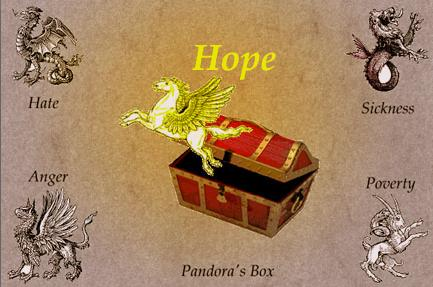 Hope
Hate
Sickness
Anger
Poverty
Pandora's Box